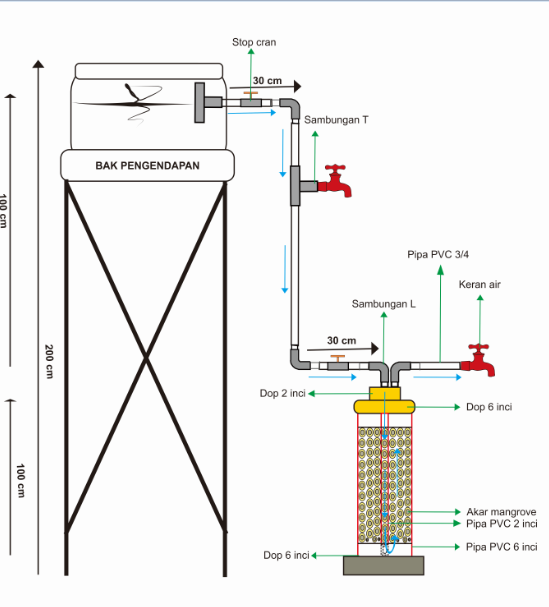 Stop cran
30 cm
Sambungan T
BAK PENGENDAPAN
100 cm
200 cm
100 cm
Pipa PVC 3/4
Keran air
Sambungan L
30 cm
Dop 2 inci
Dop 6 inci
Akar mangrove
Pipa PVC 2 inci
Pipa PVC 6 inci
Dop 6 inci